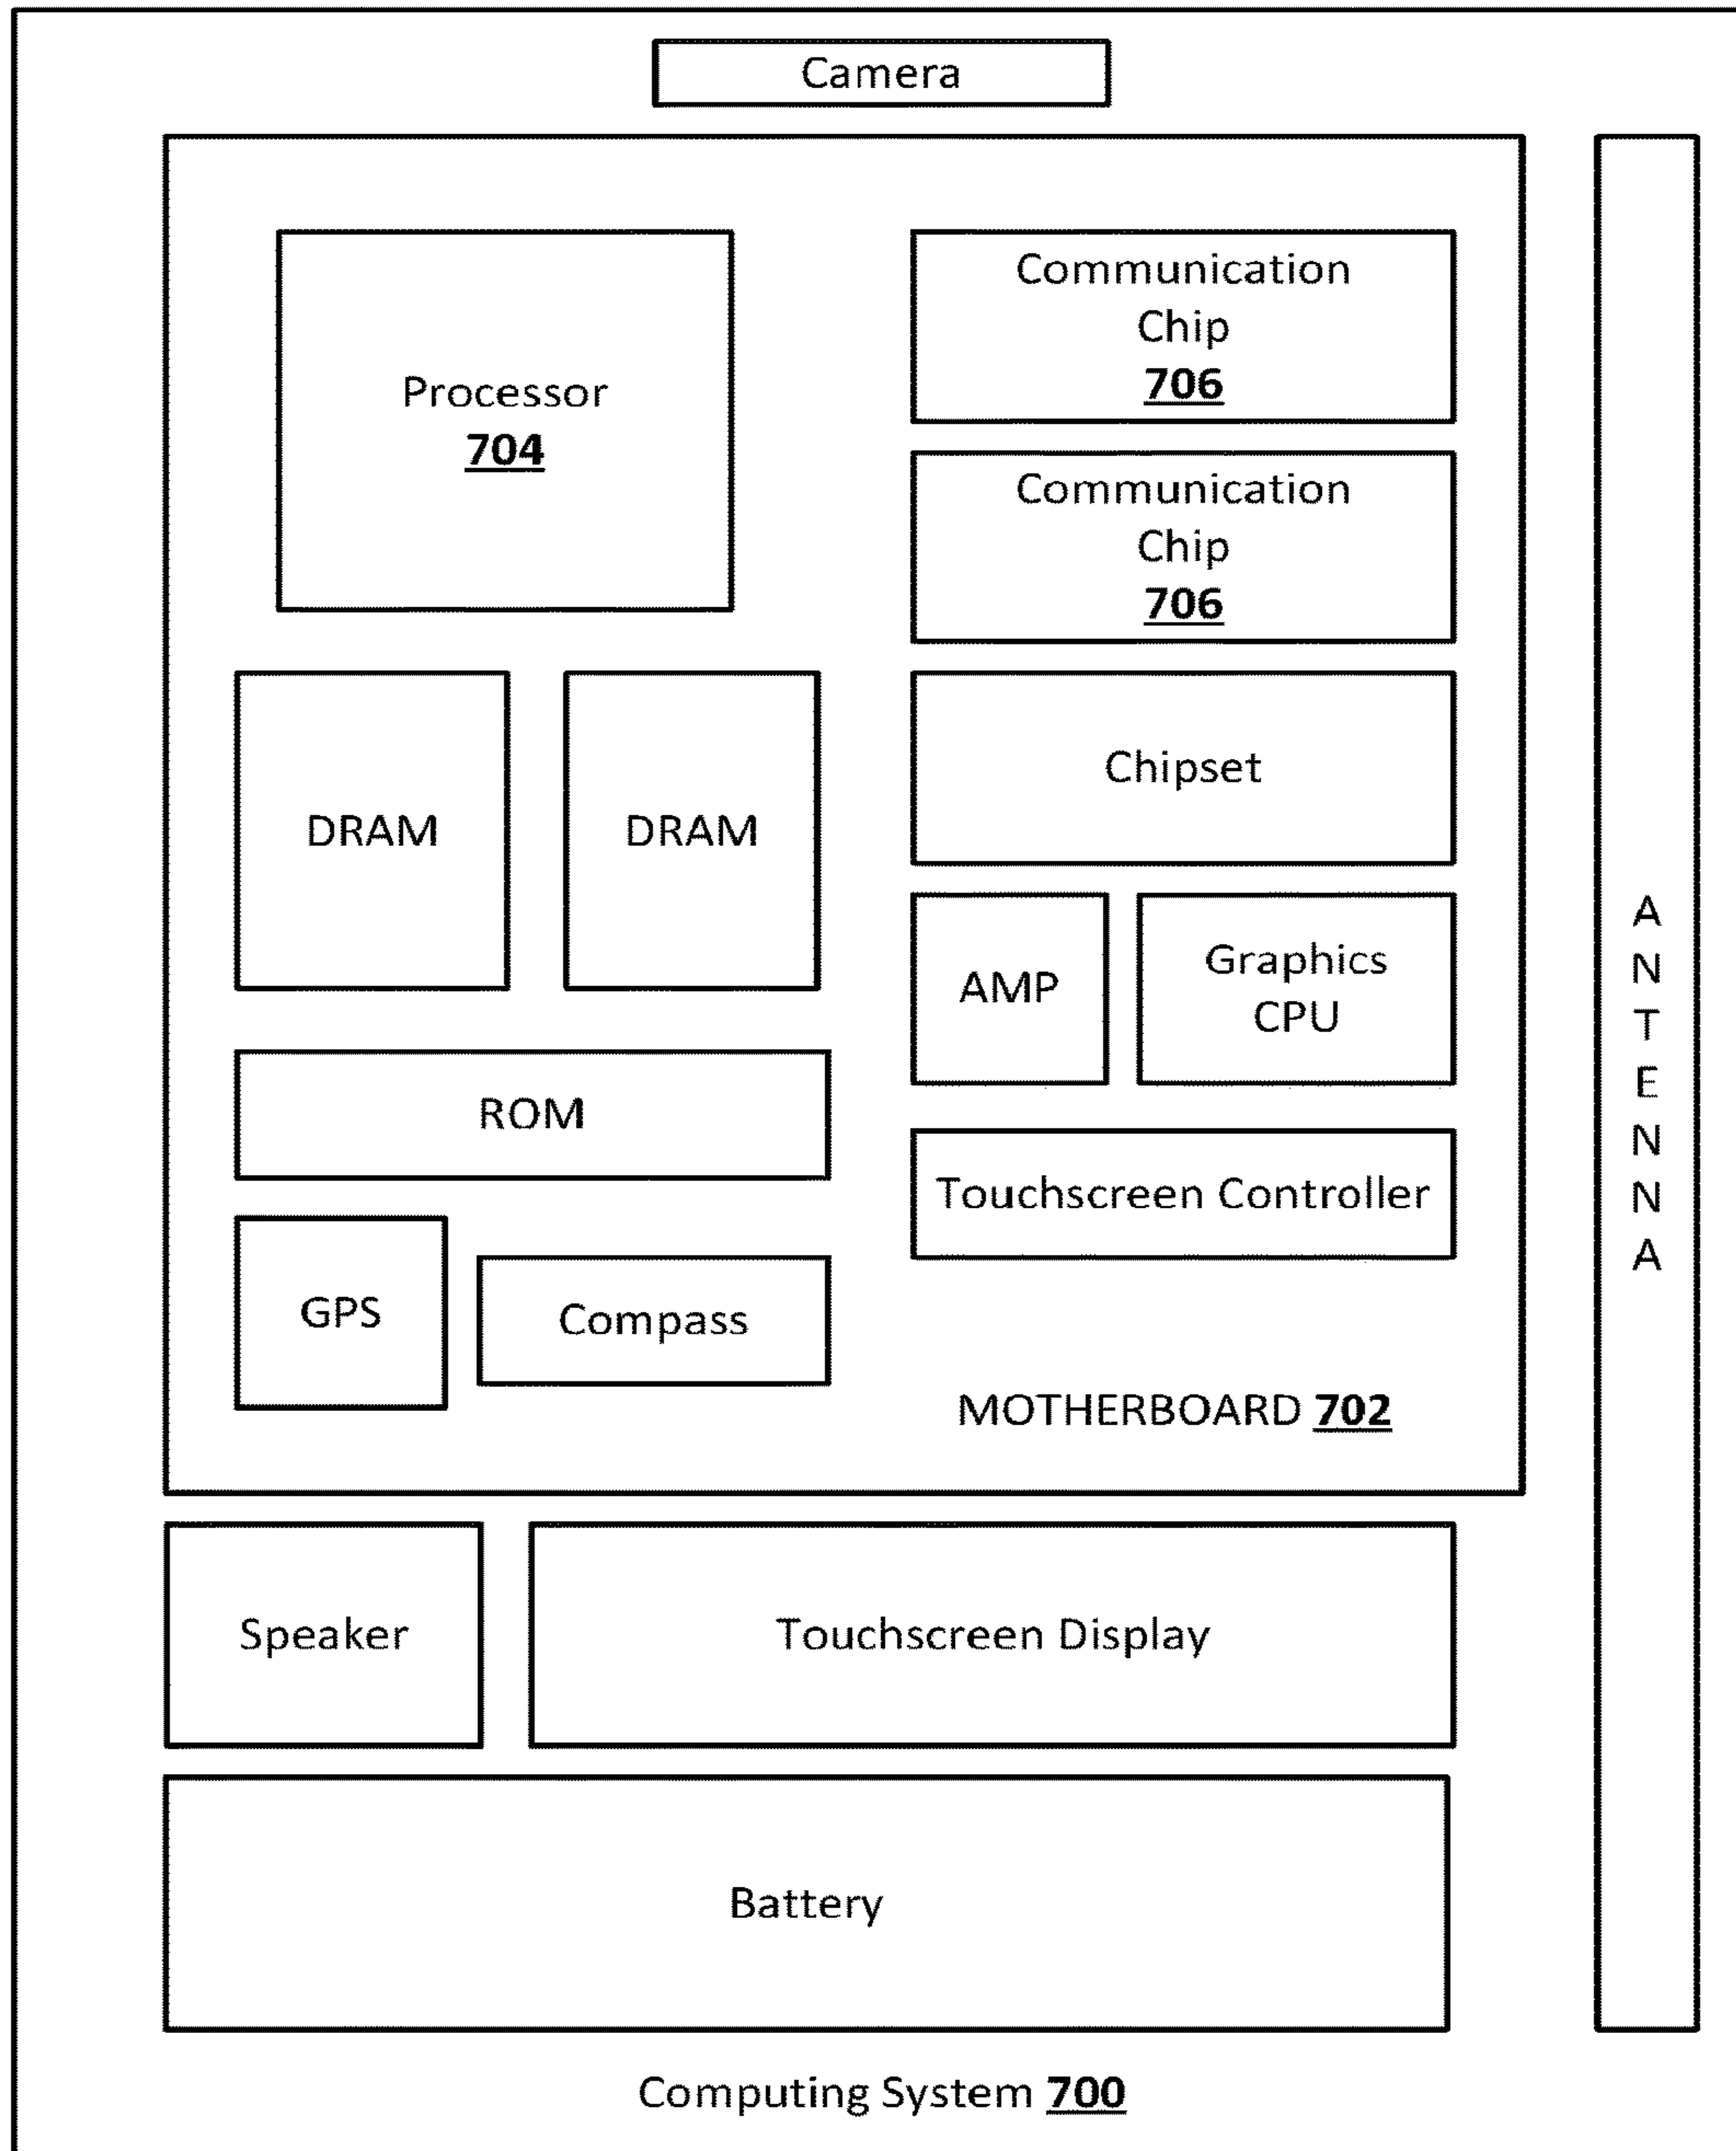 Camera
Processor
704
Communication
Chip
706
Communication
Chip
706
DRAM
DRAM
Chipset
AMP
Graphics
CPU
ROM
Touchscreen Controller
GPS
Compass
MOTHERBOARD 702
ANTENNA
Speaker
Touchscreen Display
Battery
Computing System 700